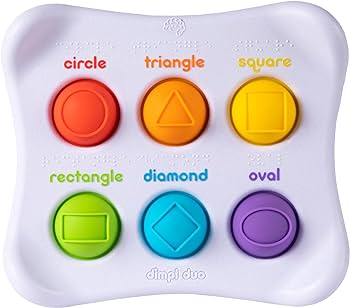 circle triangle square
rectangle diamond oval
dimpl duo